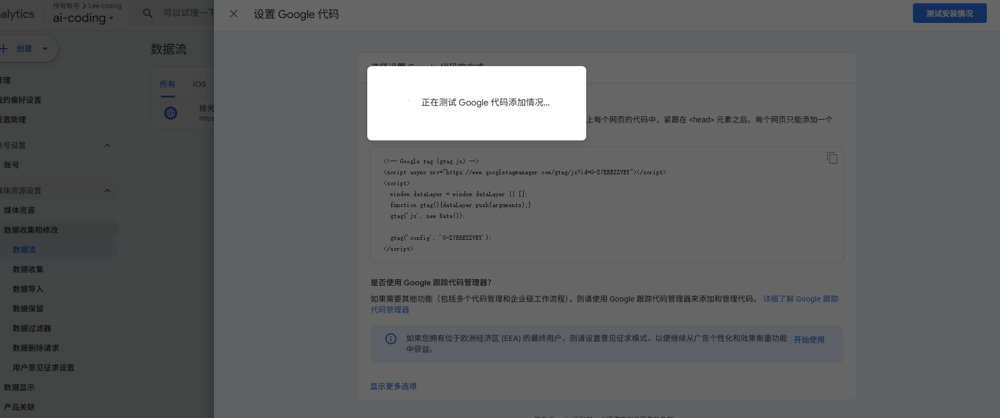 alytics
所有账号 > Lee-coding
ai-coding
可以试搜一下
设置 Google 代码
测试安装情况
创建
数据流
管理
我的偏好设置
设置助理
账号设置
账号
媒体资源设置
媒体资源
数据收集和修改
数据流
数据收集
数据导入
数据保留
数据过滤器
数据删除请求
用户意见征求设置
数据显示
产品关联
所有
iOS
拾光
https
选择设置 Google 代码的方式
正在测试 Google 代码添加情况...
上每个网页的代码中，紧跟在 <head> 元素之后。每个网页只能添加一个
<!-- Google tag (gtag.js) -->
<script async src="https://www.googletagmanager.com/gtag/js?id=G-Z7EREZZVEY"></script>
<script>
window.dataLayer = window.dataLayer || [];
function gtag(){dataLayer.push(arguments);}
gtag('js', new Date());
gtag('config', 'G-Z7EREZZVEY');
</script>
是否使用 Google 跟踪代码管理器？
如果需要其他功能（包括多个代码管理和企业级工作流程），则请使用 Google 跟踪代码管理器来添加和管理代码。 详细了解 Google 跟踪
代码管理器
如果您拥有位于欧洲经济区 (EEA) 的最终用户，则请设置意见征求模式，以便继续从广告个性化和效果衡量功能
中获益。
开始使用
显示更多选项